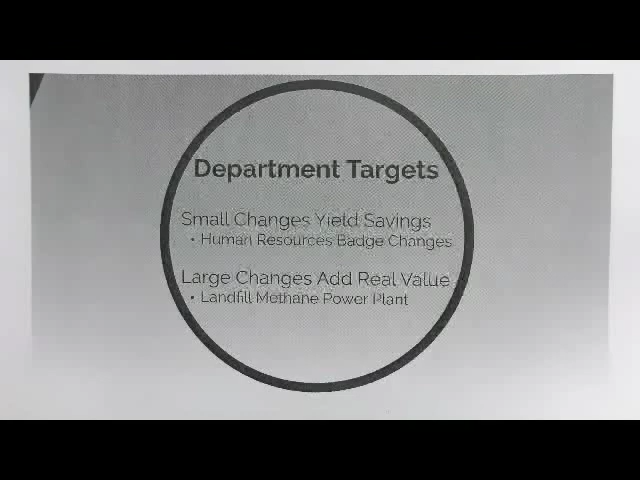 Department Targets
Small Changes Yield Savings
• Human Resources Badge Changes
Large Changes Add Real Value
• Landfill Methane Power Plant